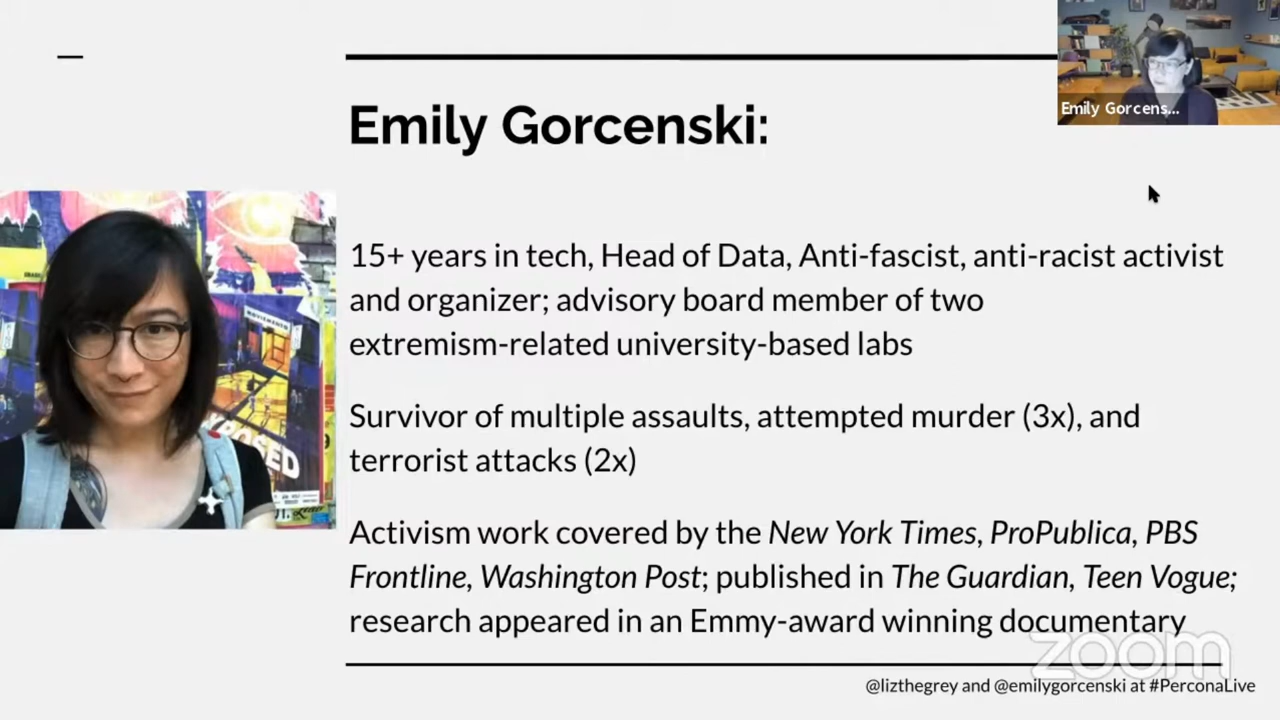 Emily Gorcenski:
Emily Gorcens...
15+ years in tech, Head of Data, Anti-fascist, anti-racist activist
and organizer; advisory board member of two
extremism-related university-based labs
Survivor of multiple assaults, attempted murder (3x), and
terrorist attacks (2x)
Activism work covered by the New York Times, ProPublica, PBS
Frontline, Washington Post; published in The Guardian, Teen Vogue;
research appeared in an Emmy-award winning documentary
zoom
@lizthegrey and @emilygorcenski at #PerconaLive